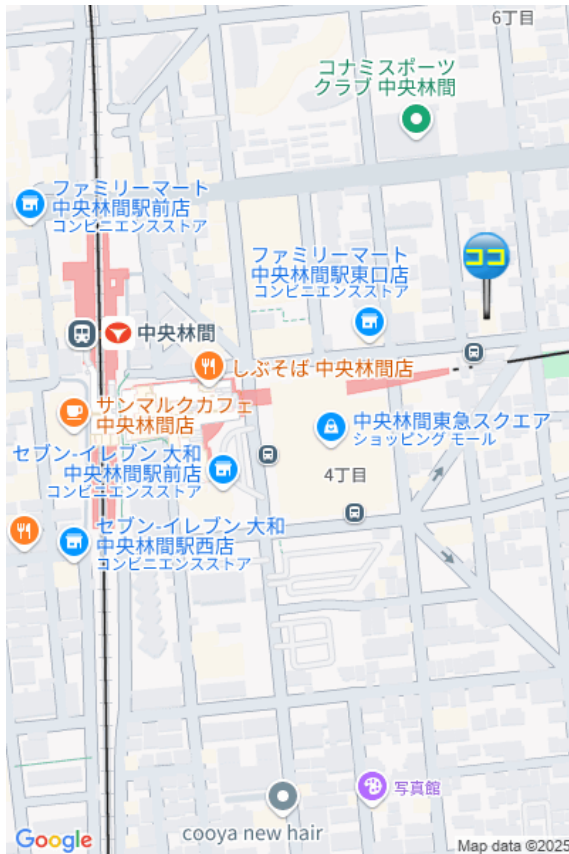 6丁目
コナミスポーツ
クラブ 中央林間
ファミリーマート
中央林間駅前店
コンビニエンスストア
ココ
ファミリーマート
中央林間駅東口店
コンビニエンスストア
中央林間
しぶそば 中央林間店
サンマルクカフェ
中央林間店
中央林間東急スクエア
ショッピング モール
セブン-イレブン 大和
中央林間駅前店
コンビニエンスストア
4丁目
セブン-イレブン 大和
中央林間駅西店
コンビニエンスストア
写真館
cooya new hair
Google
Map data ©2025